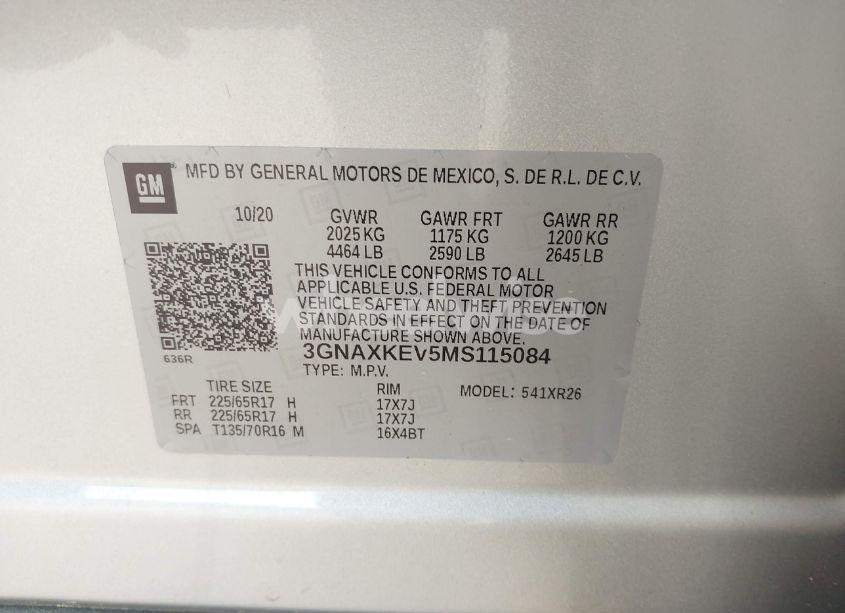 GM
MFD BY GENERAL MOTORS DE MEXICO, S. DE R.L. DE C.V.
10/20 GVWR GAWR FRT GAWR RR
2025 KG 1175 KG 1200 KG
4464 LB 2590 LB 2645 LB
THIS VEHICLE CONFORMS TO ALL
APPLICABLE U.S. FEDERAL MOTOR
VEHICLE SAFETY AND THEFT PREVENTION
STANDARDS IN EFFECT ON THE DATE OF
MANUFACTURE SHOWN ABOVE.
636R 3GNAXKEV5MS115084
TYPE: M.P.V.
TIRE SIZE RIM MODEL: 541XR26
FRT 225/65R17 H 17X7J
RR 225/65R17 H 17X7J
SPA T135/70R16 M 16X4BT